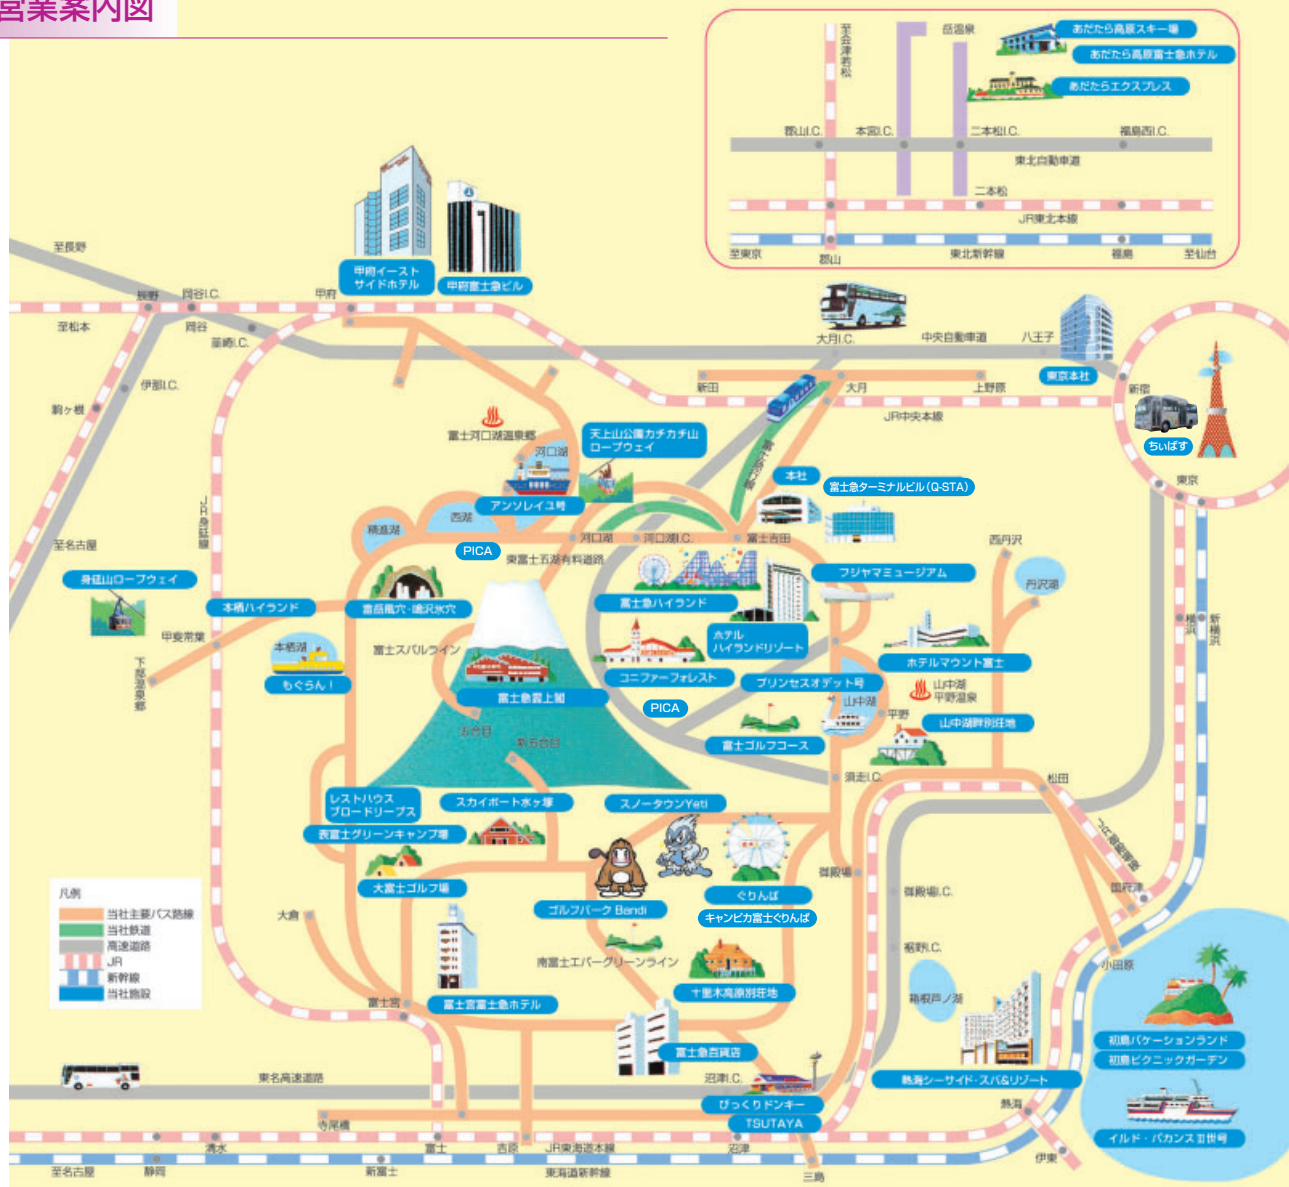 営業案内図
至会津若松
岳温泉
あだたら高原スキー場
あだたら高原富士急ホテル
あだたらエクスプレス
郡山I.C.
本宮I.C.
二本松I.C.
福島西I.C.
東北自動車道
二本松
JR東北本線
至東京
郡山
東北新幹線
福島
至仙台
至長野
甲府イースト
サイドホテル
甲府富士急ビル
辰野
岡谷I.C.
甲府
至松本
岡谷
韮崎I.C.
大月I.C.
中央自動車道
八王子
東京本社
新宿
ちぃばす
伊那I.C.
新田
大月
上野原
JR中央本線
駒ヶ根
富士河口湖温泉郷
河口湖
天上山公園カチカチ山
ロープウェイ
富士急行線
本社
富士急ターミナルビル(Q-STA)
東京
JR身延線
アンソレイユ号
西湖
精進湖
至名古屋
PICA
河口湖
河口湖I.C.
富士吉田
西丹沢
東富士五湖有料道路
丹沢湖
身延山ロープウェイ
本栖ハイランド
富岳風穴・鳴沢氷穴
富士急ハイランド
フジヤマミュージアム
横浜
新横浜
甲斐常葉
本栖湖
富士スバルライン
ホテル
ハイランドリゾート
ホテルマウント富士
下部温泉郷
もぐらん！
コニファーフォレスト
プリンセスオデット号
富士急雲上閣
PICA
山中湖
山中湖
平野温泉
平野
山中湖畔別荘地
五合目
新五合目
富士ゴルフコース
須走I.C.
松田
レストハウス
ブロードリーブス
スカイポート水ヶ塚
スノータウンYeti
表富士グリーンキャンプ場
JR御殿場線
大富士ゴルフ場
ぐりんぱ
御殿場
御殿場I.C.
国府津
凡例
当社主要バス路線
当社鉄道
高速道路
JR
新幹線
当社施設
大倉
ゴルフパーク Bandi
キャンピカ富士ぐりんぱ
裾野I.C.
小田原
南富士エバーグリーンライン
富士宮
富士宮富士急ホテル
十里木高原別荘地
箱根芦ノ湖
富士急百貨店
初島バケーションランド
初島ピクニックガーデン
東名高速道路
沼津I.C.
熱海シーサイド・スパ&リゾート
びっくりドンキー
TSUTAYA
熱海
イルド・バカンスⅢ世号
寺尾橋
清水
富士
吉原
JR東海道本線
沼津
至名古屋
静岡
新富士
東海道新幹線
三島
伊東